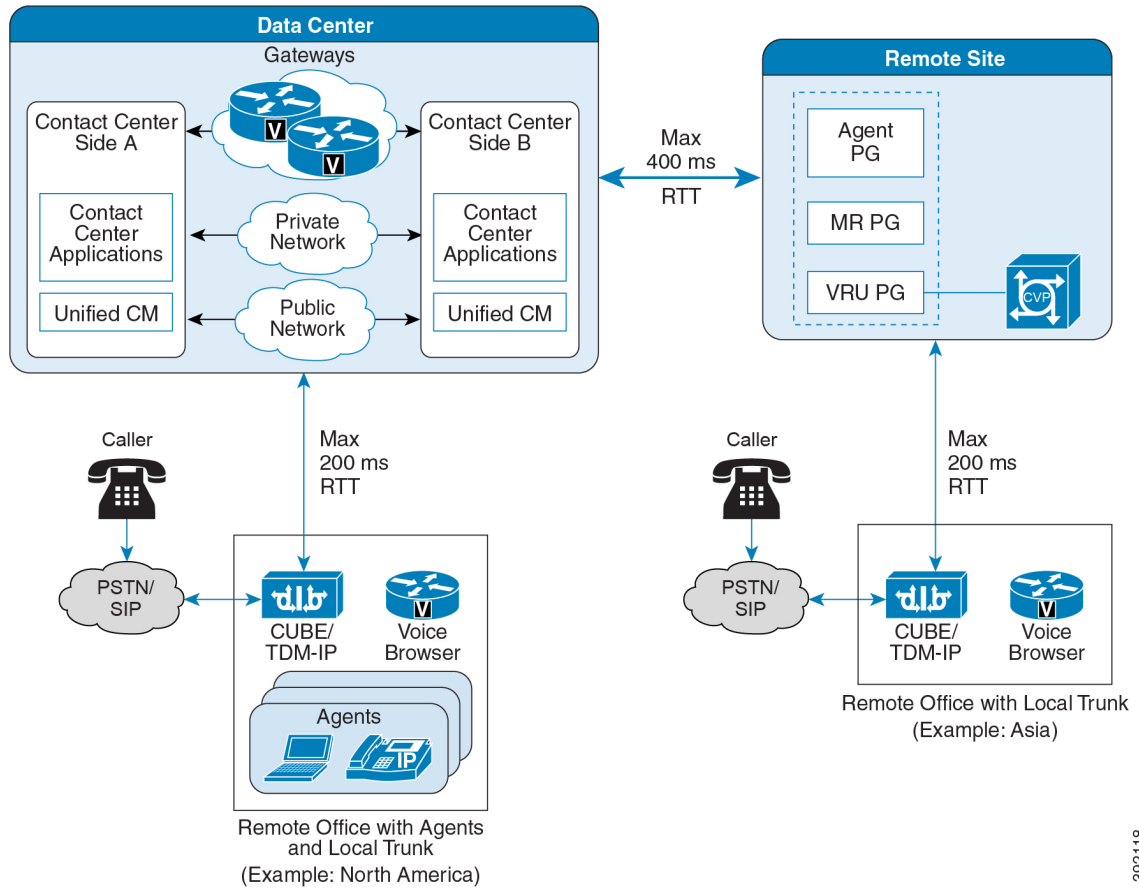 Data Center
Gateways
V
V
Contact Center
Side A
Contact
Center
Applications
Unified CM
Private
Network
Public
Network
Contact Center
Side B
Contact
Center
Applications
Unified CM
Max
400 ms
RTT
Remote Site
Agent
PG
MR PG
VRU PG
CVP
Max
200 ms
RTT
Caller
PSTN/
SIP
CUBE/
TDM-IP
V
Voice
Browser
Agents
IP
Remote Office with Agents
and Local Trunk
(Example: North America)
Max
200 ms
RTT
Caller
PSTN/
SIP
CUBE/
TDM-IP
V
Voice
Browser
Remote Office with Local Trunk
(Example: Asia)